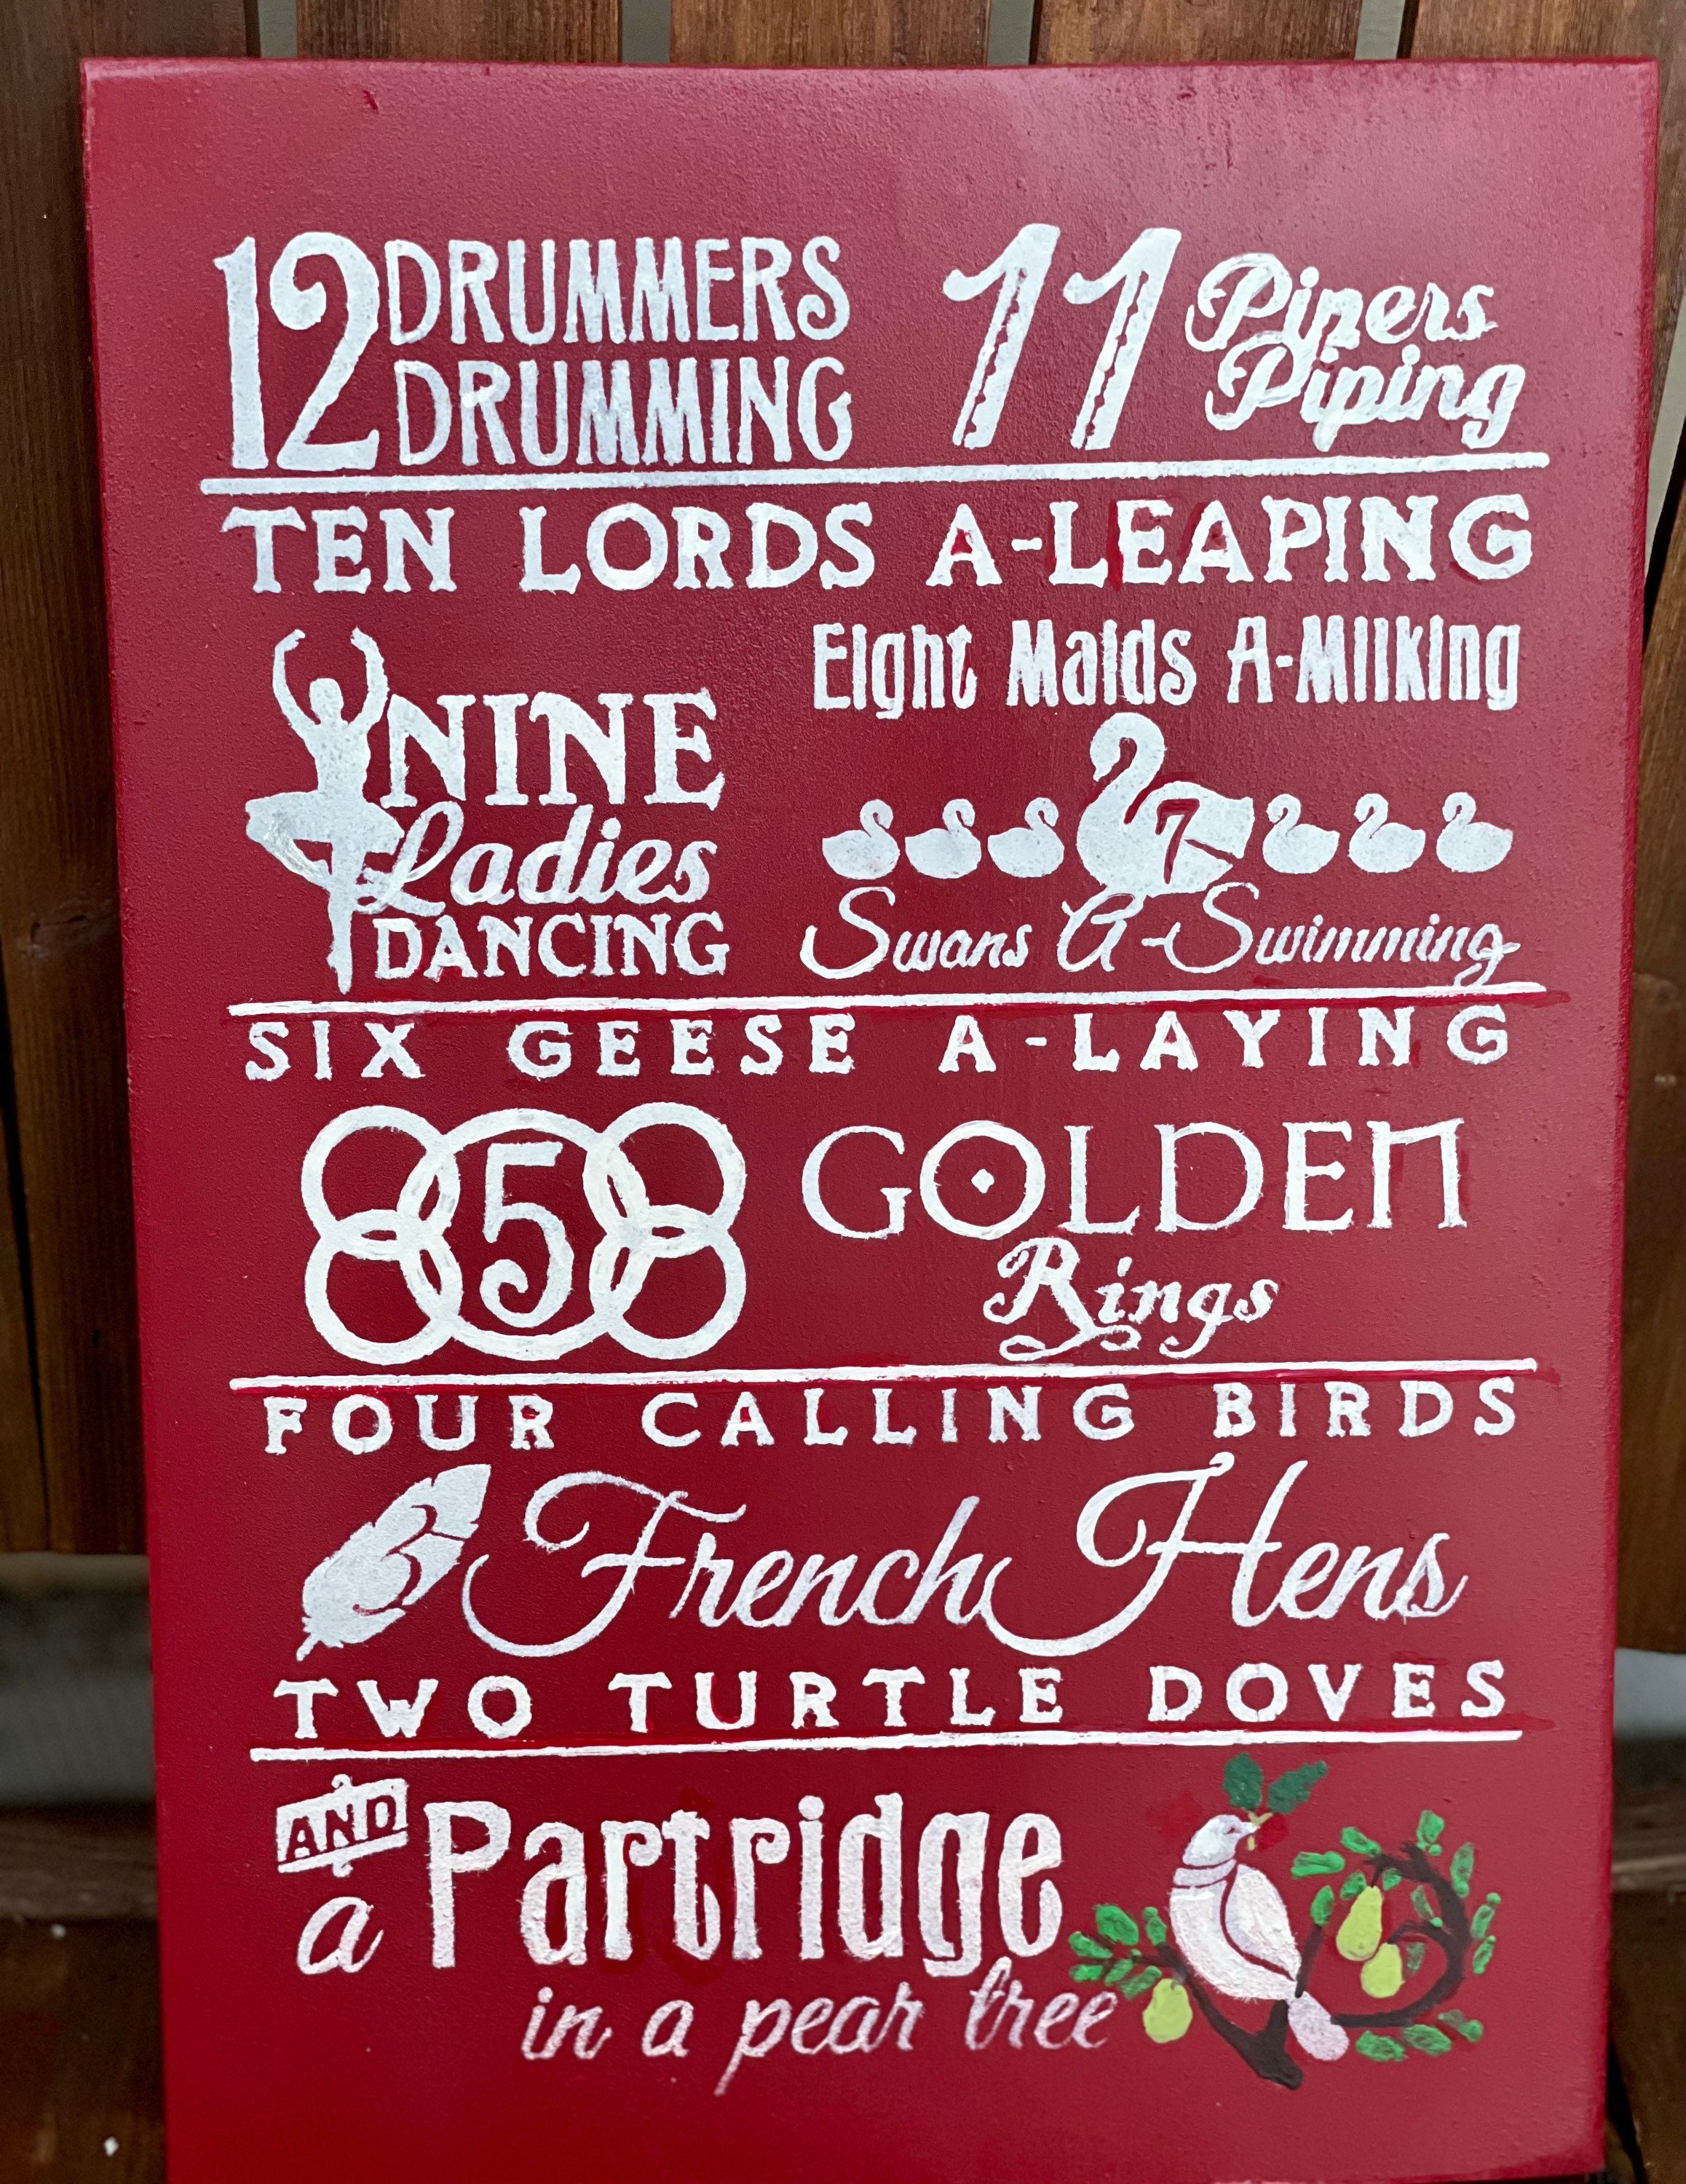 12 DRUMMERS
DRUMMING
11 Pipers
Piping
TEN LORDS A-LEAPING
NINE
Ladies
DANCING
Eight Maids A-Milking
7
Swans A-Swimming
SIX GEESE A-LAYING
5 GOLDEN
Rings
FOUR CALLING BIRDS
3 French Hens
TWO TURTLE DOVES
AND
a Partridge
in a pear tree